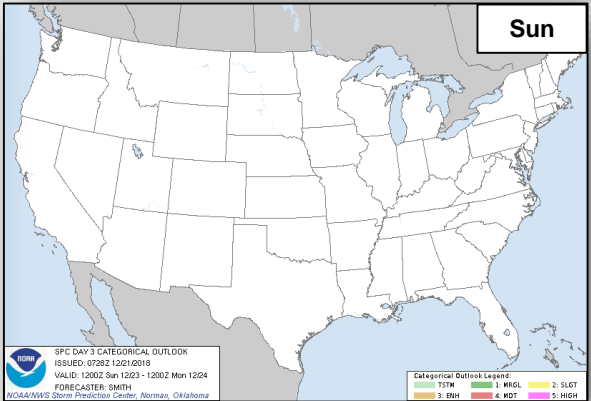 Sun
SPC DAY 3 CATEGORICAL OUTLOOK
ISSUED: 0728Z 12/21/2018
VALID: 1200Z Sun 12/23 - 1200Z Mon 12/24
FORECASTER: SMITH
NOAA/NWS Storm Prediction Center, Norman, Oklahoma
NOAA
Categorical Outlook Legend:
TSTM 1: MRGL 2: SLGT
3: ENH 4: MDT 5: HIGH